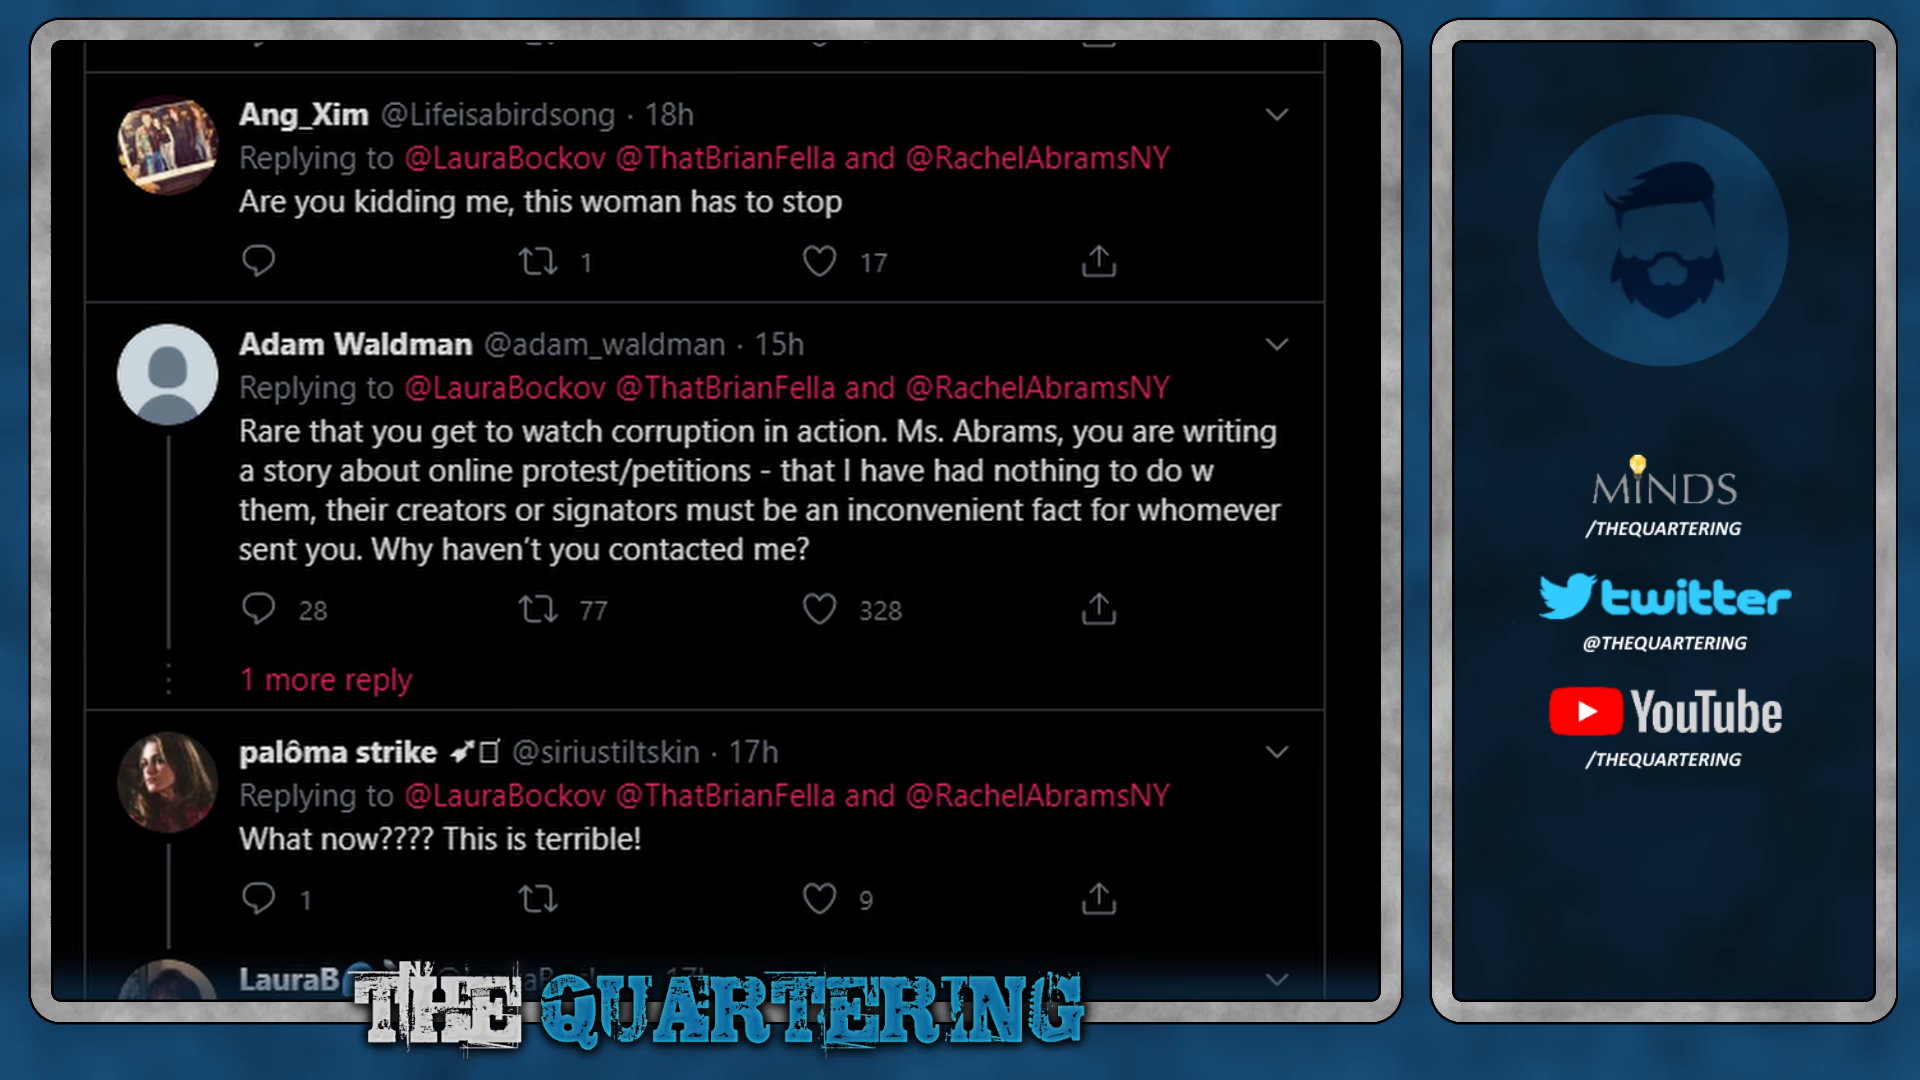 Ang_Xim @Lifeisabirdsong · 18h
Replying to @LauraBockov @ThatBrianFella and @RachelAbramsNY
Are you kidding me, this woman has to stop
1 17
Adam Waldman @adam_waldman · 15h
Replying to @LauraBockov @ThatBrianFella and @RachelAbramsNY
Rare that you get to watch corruption in action. Ms. Abrams, you are writing
a story about online protest/petitions - that I have had nothing to do w
them, their creators or signators must be an inconvenient fact for whomever
sent you. Why haven't you contacted me?
28 77 328
1 more reply
palôma strike @siriustiltskin · 17h
Replying to @LauraBockov @ThatBrianFella and @RachelAbramsNY
What now???? This is terrible!
1 9
LauraB
THE QUARTERING
MINDS
/THEQUARTERING
twitter
@THEQUARTERING
YouTube
/THEQUARTERING